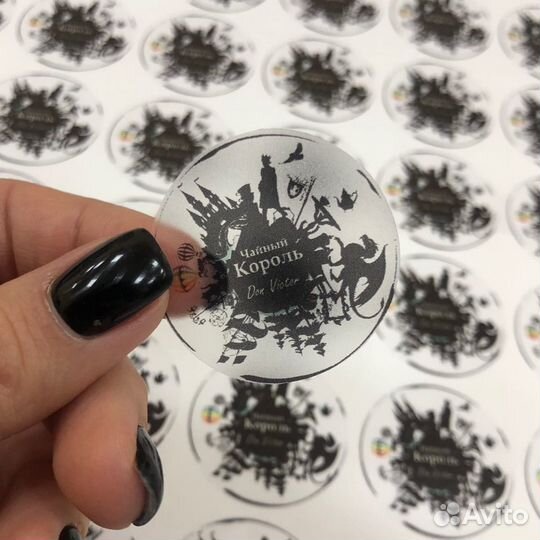 Чайный
Король
Don Victor
Avito